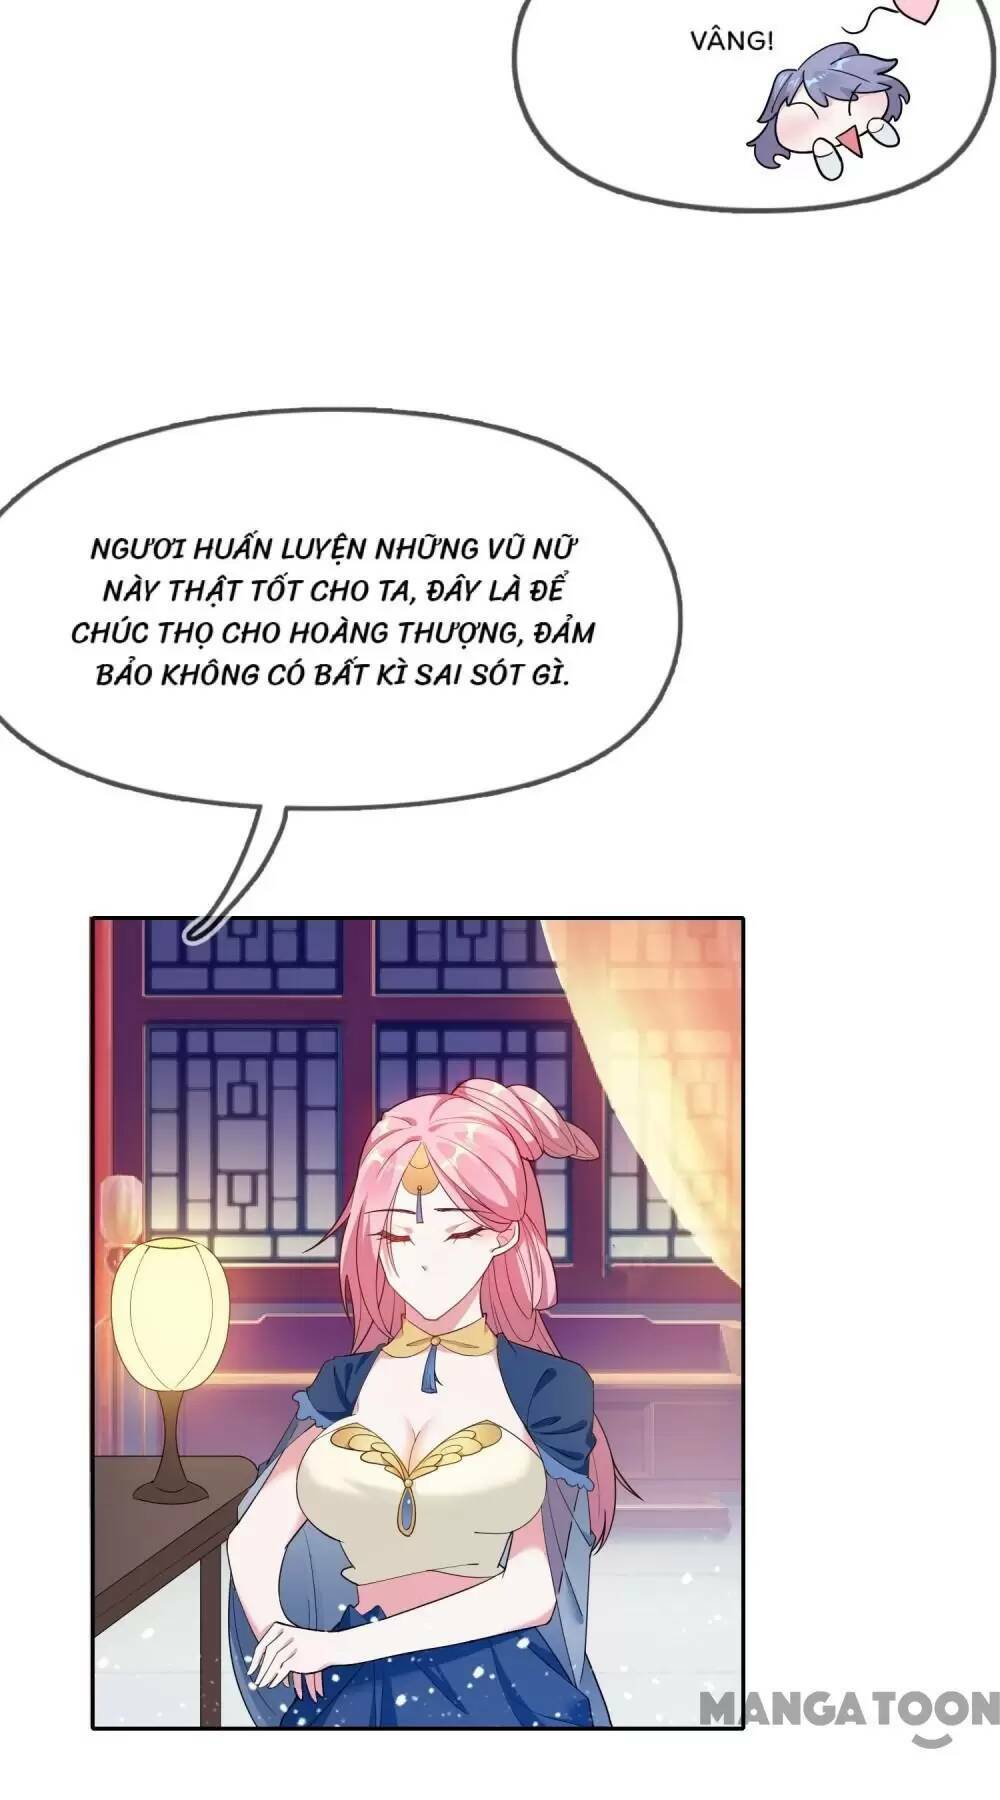 VÂNG!
NGƯƠI HUẤN LUYỆN NHỮNG VŨ NỮ
NÀY THẬT TỐT CHO TA, ĐÂY LÀ ĐỂ
CHÚC THỌ CHO HOÀNG THƯỢNG, ĐẢM
BẢO KHÔNG CÓ BẤT KÌ SAI SÓT GÌ.
MANGATOON